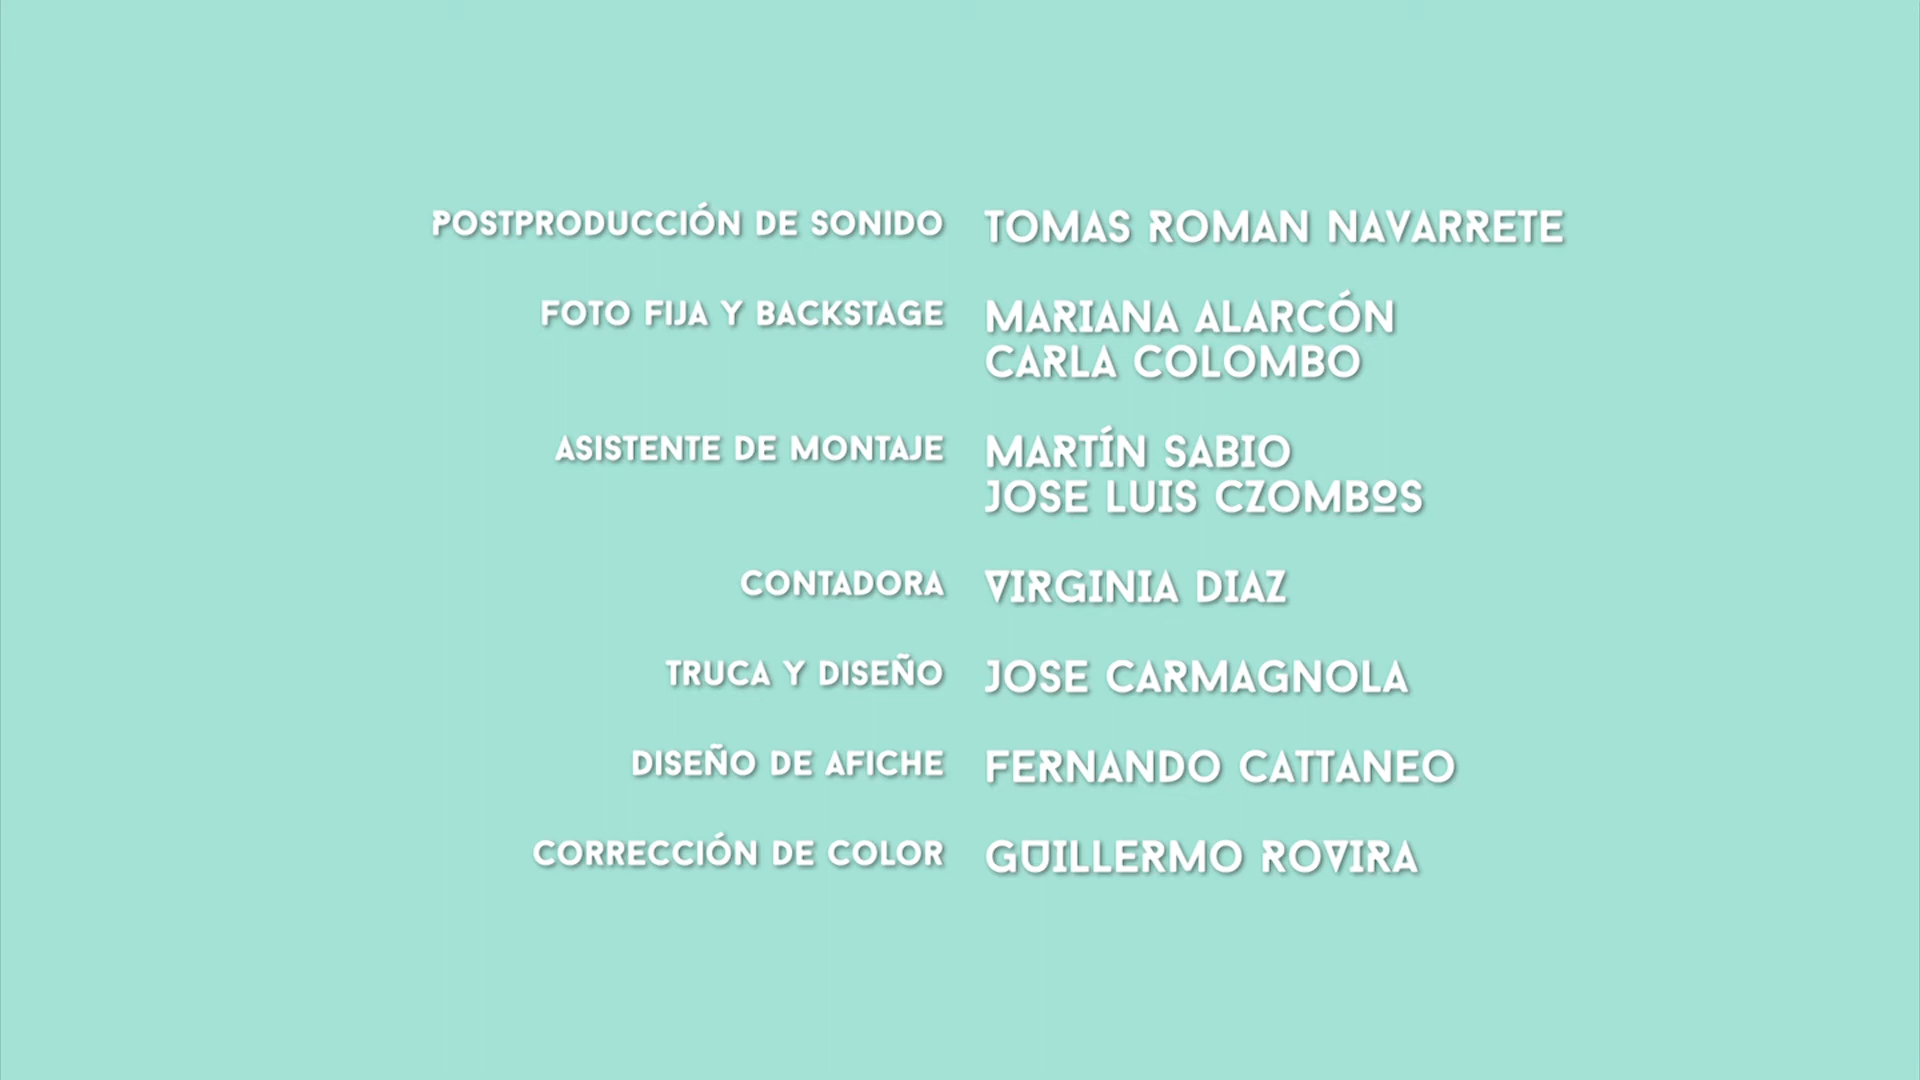 POSTPRODUCCIÓN DE SONIDO TOMAS ROMAN NAVARRETE
FOTO FIJA Y BACKSTAGE MARIANA ALARCÓN
CARLA COLOMBO
ASISTENTE DE MONTAJE MARTÍN SABIO
JOSE LUIS CZOMBOS
CONTADORA VIRGINIA DIAZ
TRUCA Y DISEÑO JOSE CARMAGNOLA
DISEÑO DE AFICHE FERNANDO CATTANEO
CORRECCIÓN DE COLOR GUILLERMO ROVIRA